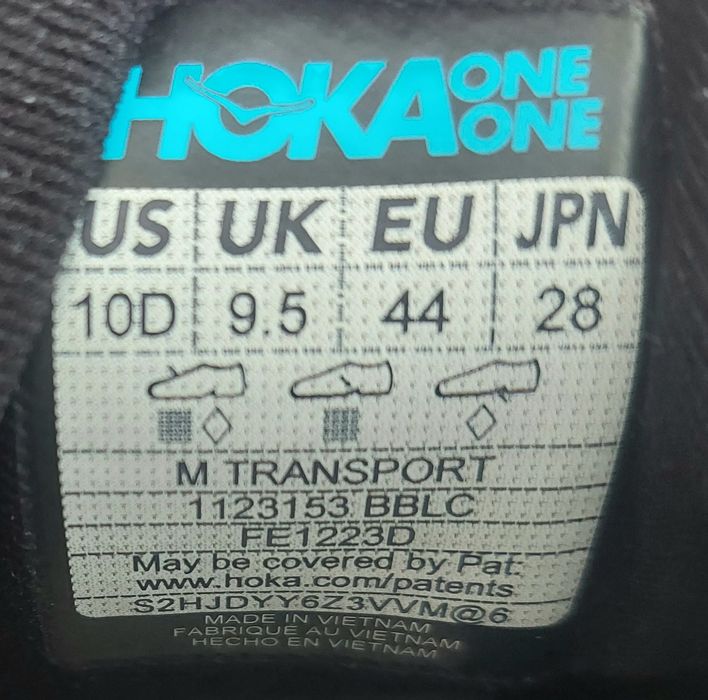 HOKA ONE ONE
US UK EU JPN
10D 9.5 44 28
M TRANSPORT
1123153 BBLC
FE1223D
May be covered by Pat:
www.hoka.com/patents
S2HJDYY6Z3VVM@6
MADE IN VIETNAM
FABRIQUE AU VIETNAM
HECHO EN VIETNAM